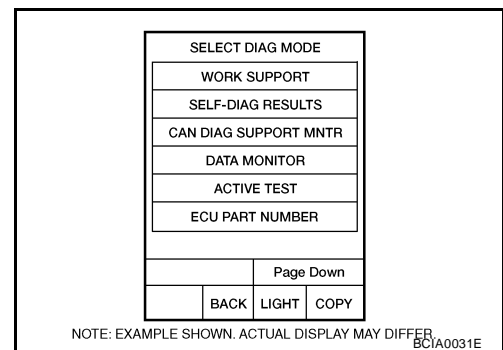 SELECT DIAG MODE
WORK SUPPORT
SELF-DIAG RESULTS
CAN DIAG SUPPORT MNTR
DATA MONITOR
ACTIVE TEST
ECU PART NUMBER
Page Down
BACK LIGHT COPY
NOTE: EXAMPLE SHOWN. ACTUAL DISPLAY MAY DIFFER.
BCIA0031E